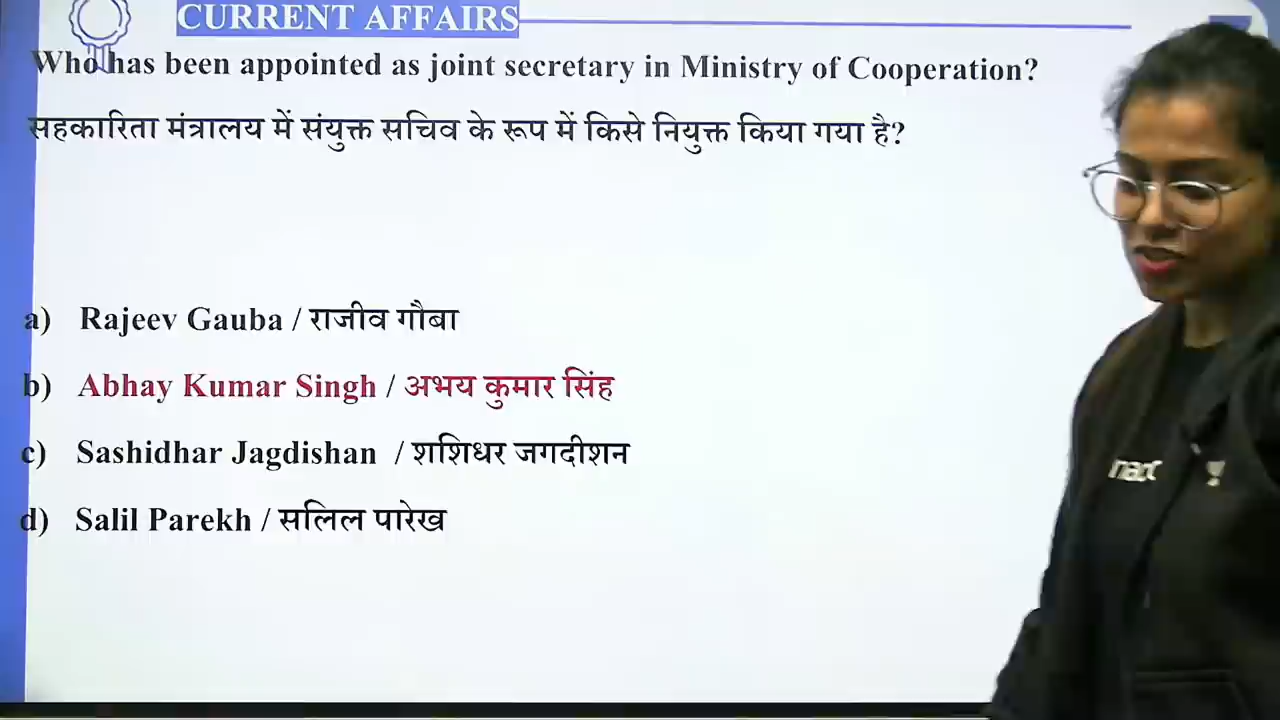 CURRENT AFFAIRS
Who has been appointed as joint secretary in Ministry of Cooperation?
सहकारिता मंत्रालय में संयुक्त सचिव के रूप में किसे नियुक्त किया गया है?
a) Rajeev Gauba / राजीव गौबा
b) Abhay Kumar Singh / अभय कुमार सिंह
c) Sashidhar Jagdishan / शशिधर जगदीशन
d) Salil Parekh / सलिल पारेख